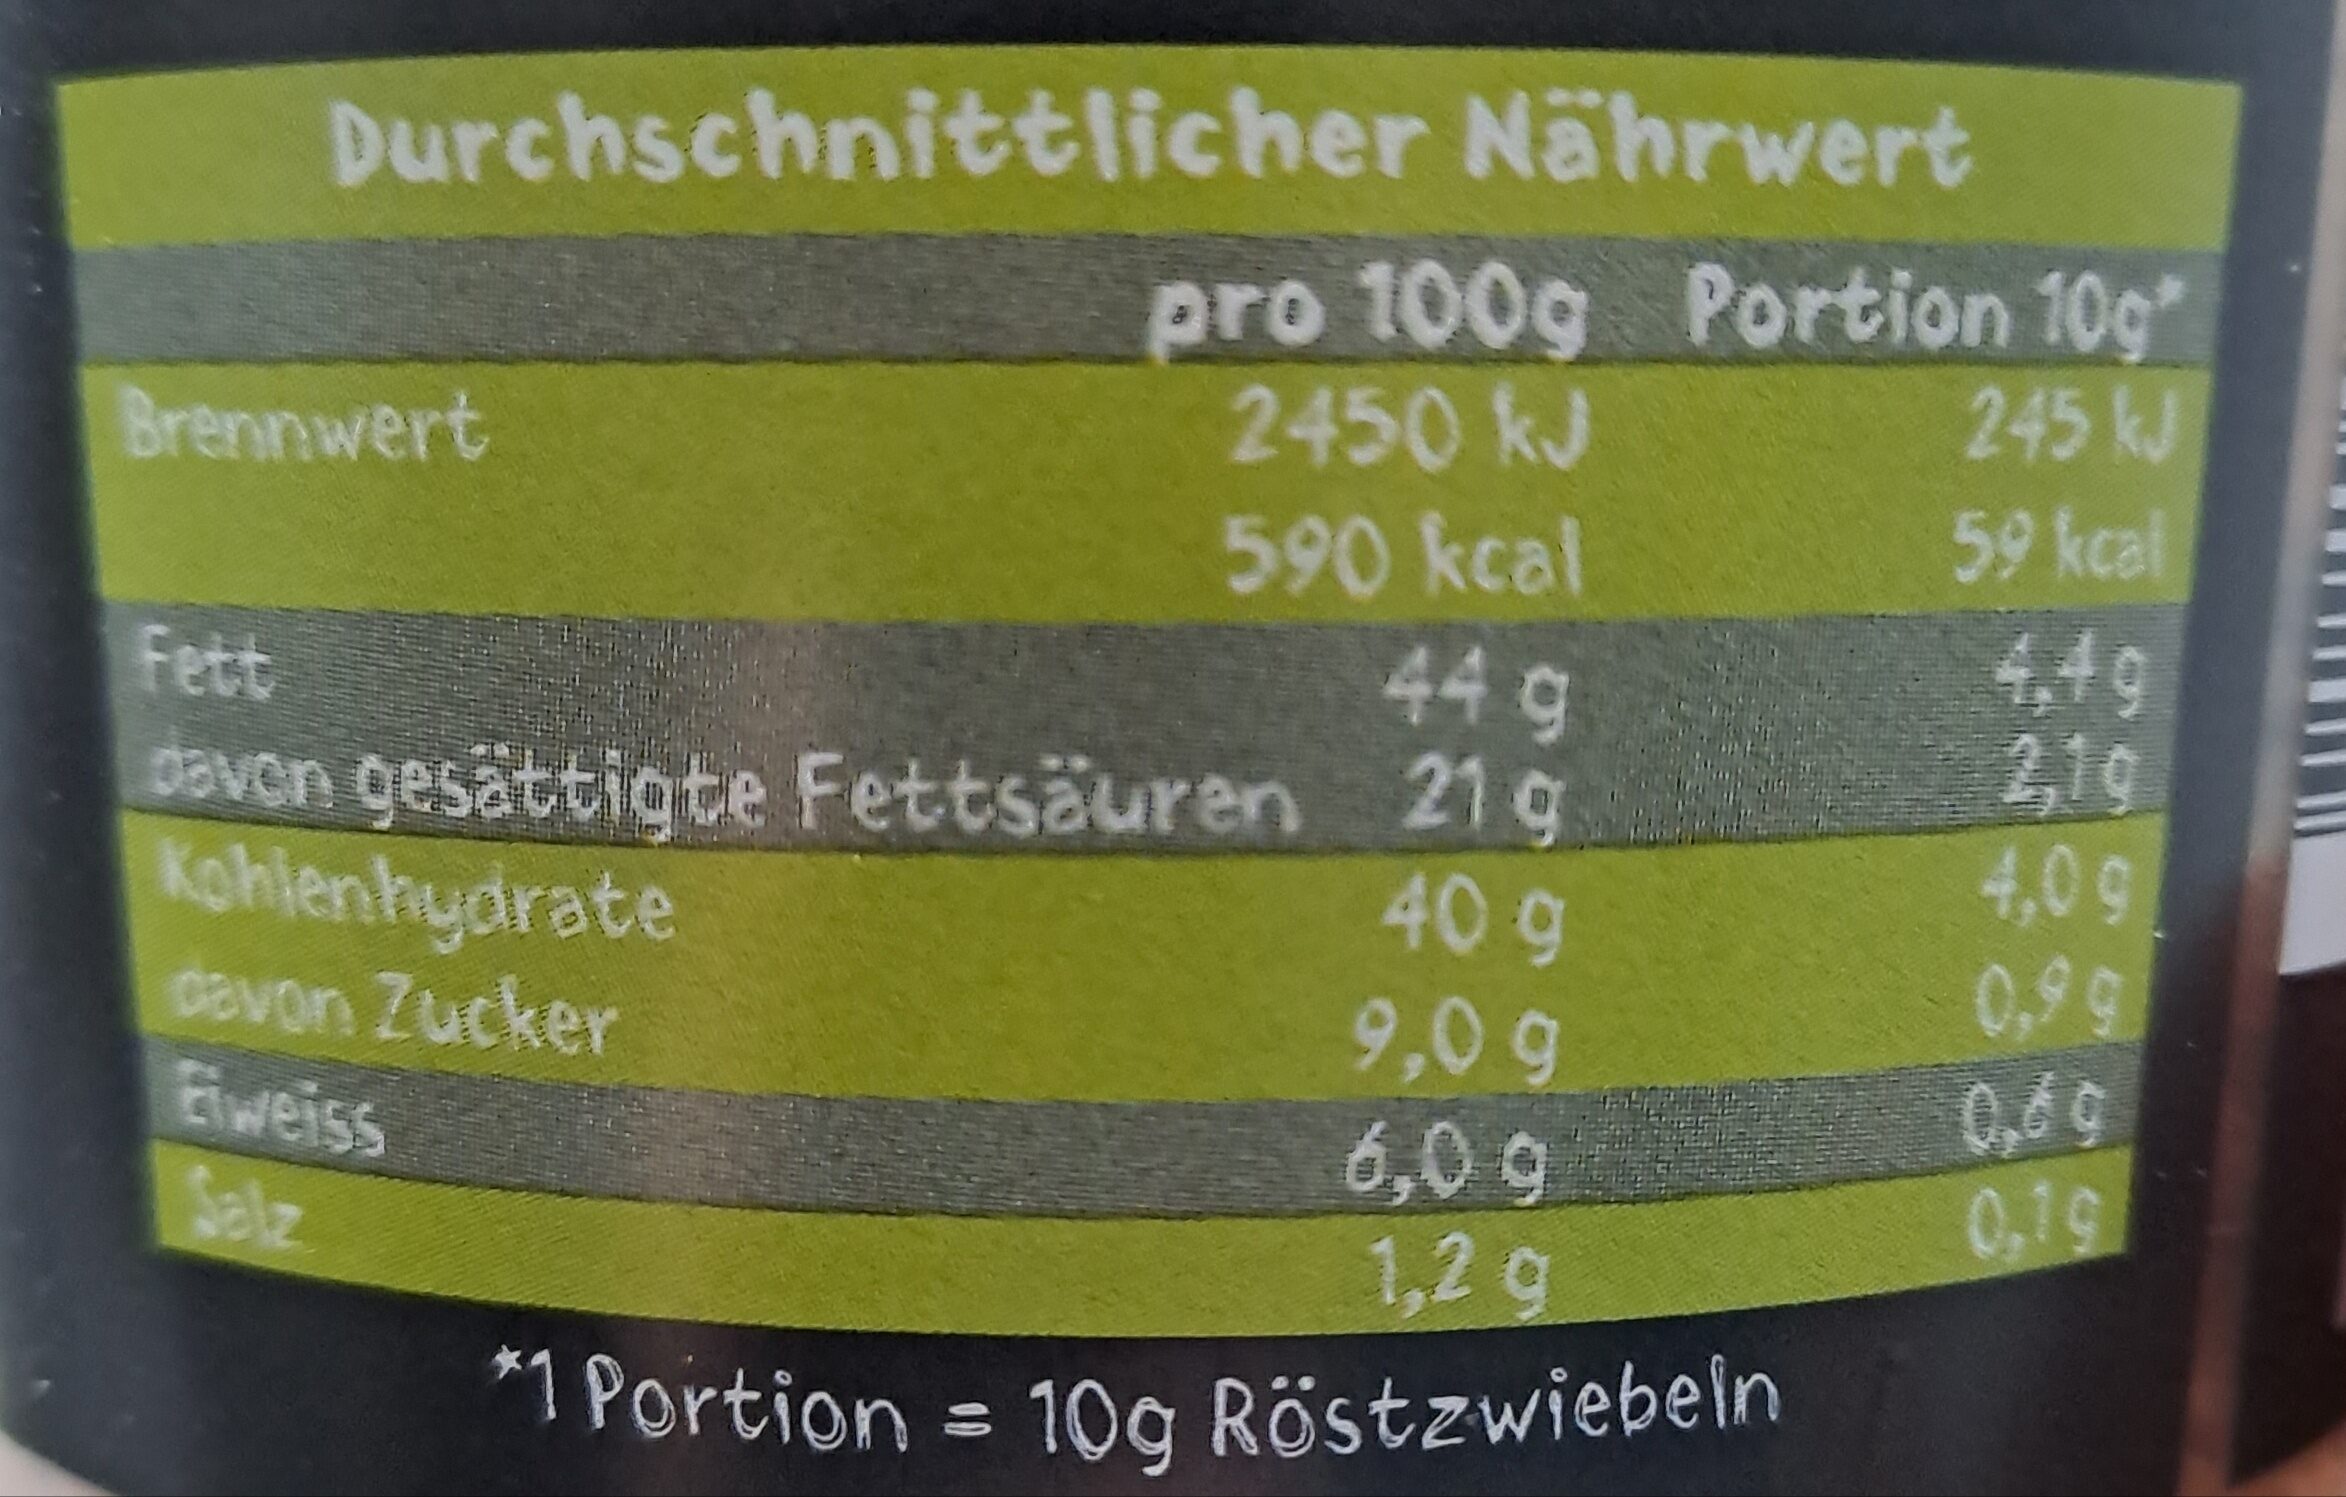 Durchschnittlicher Nährwert
pro 100g Portion 10g*
Brennwert 2450 kJ 245 kJ
590 kcal 59 kcal
Fett 44 g 4,4 g
davon gesättigte Fettsäuren 21 g 2,1 g
Kohlenhydrate 40 g 4,0 g
davon Zucker 9,0 g 0,9 g
Eiweiss 6,0 g 0,6 g
Salz 1,2 g 0,1 g
*1 Portion = 10g Röstzwiebeln